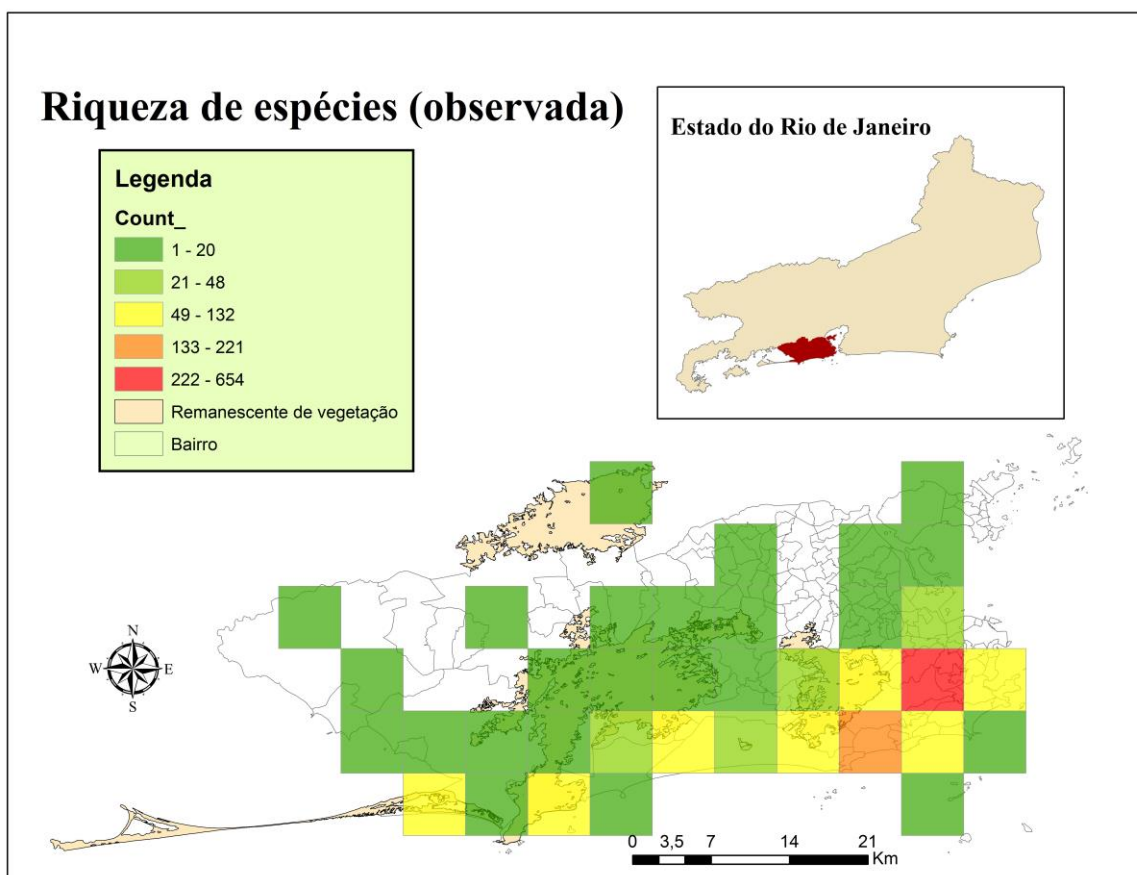 Riqueza de espécies (observada)
Estado do Rio de Janeiro
Legenda
Count_
1 - 20
21 - 48
49 - 132
133 - 221
222 - 654
Remanescente de vegetação
Bairro
N
W E
S
0 3,5 7 14 21
Km